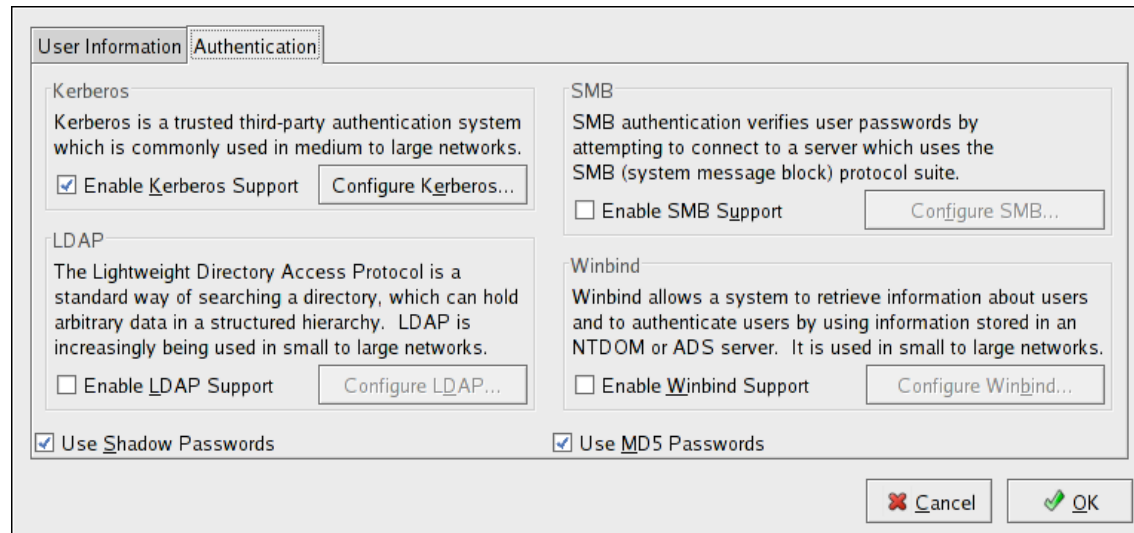 User Information
Authentication
Kerberos
Kerberos is a trusted third-party authentication system
which is commonly used in medium to large networks.
Enable Kerberos Support
Configure Kerberos...
LDAP
The Lightweight Directory Access Protocol is a
standard way of searching a directory, which can hold
arbitrary data in a structured hierarchy.  LDAP is
increasingly being used in small to large networks.
Enable LDAP Support
Configure LDAP...
SMB
SMB authentication verifies user passwords by
attempting to connect to a server which uses the
SMB (system message block) protocol suite.
Enable SMB Support
Configure SMB...
Winbind
Winbind allows a system to retrieve information about users
and to authenticate users by using information stored in an
NTDOM or ADS server.  It is used in small to large networks.
Enable Winbind Support
Configure Winbind...
Use Shadow Passwords
Use MD5 Passwords
Cancel
OK